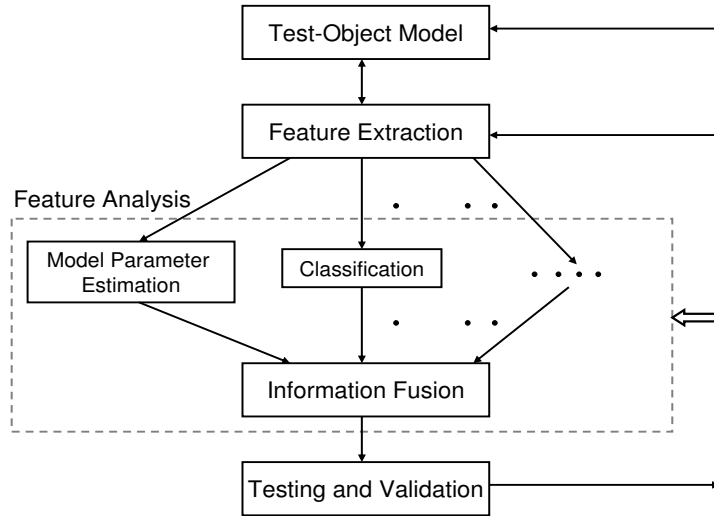 Test-Object Model
Feature Extraction
Feature Analysis
Model Parameter
Estimation
Classification
Information Fusion
Testing and Validation